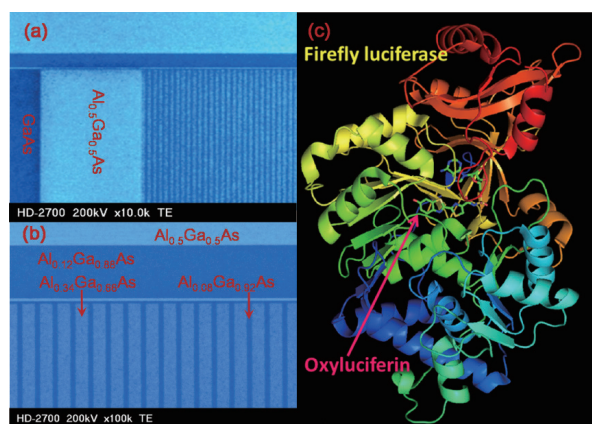 (a)
GaAs
Al0.5Ga0.5As
HD-2700 200kV x10.0k TE
(b)
Al0.5Ga0.5As
Al0.12Ga0.88As
Al0.34Ga0.66As
Al0.08Ga0.92As
HD-2700 200kV x100k TE
(c)
Firefly luciferase
Oxyluciferin